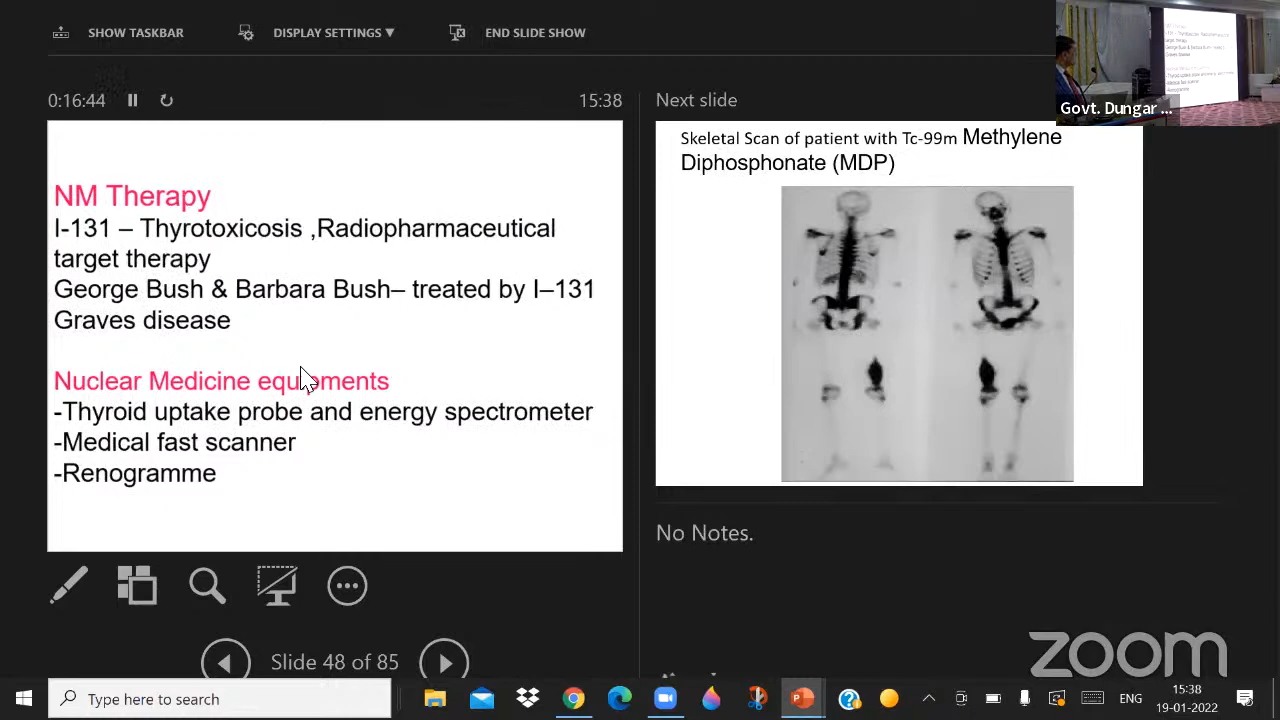 SHOW TASKBAR
DISPLAY SETTINGS ▼
END SLIDE SHOW
0:16:44
15:38
Next slide
Govt. Dungar ...
NM Therapy
I-131 – Thyrotoxicosis ,Radiopharmaceutical
target therapy
George Bush & Barbara Bush– treated by I–131
Graves disease
Nuclear Medicine equipments
-Thyroid uptake probe and energy spectrometer
-Medical fast scanner
-Renogramme
Skeletal Scan of patient with Tc-99m Methylene
Diphosphonate (MDP)
No Notes.
Slide 48 of 85
zoom
Type here to search
ENG
15:38
19-01-2022